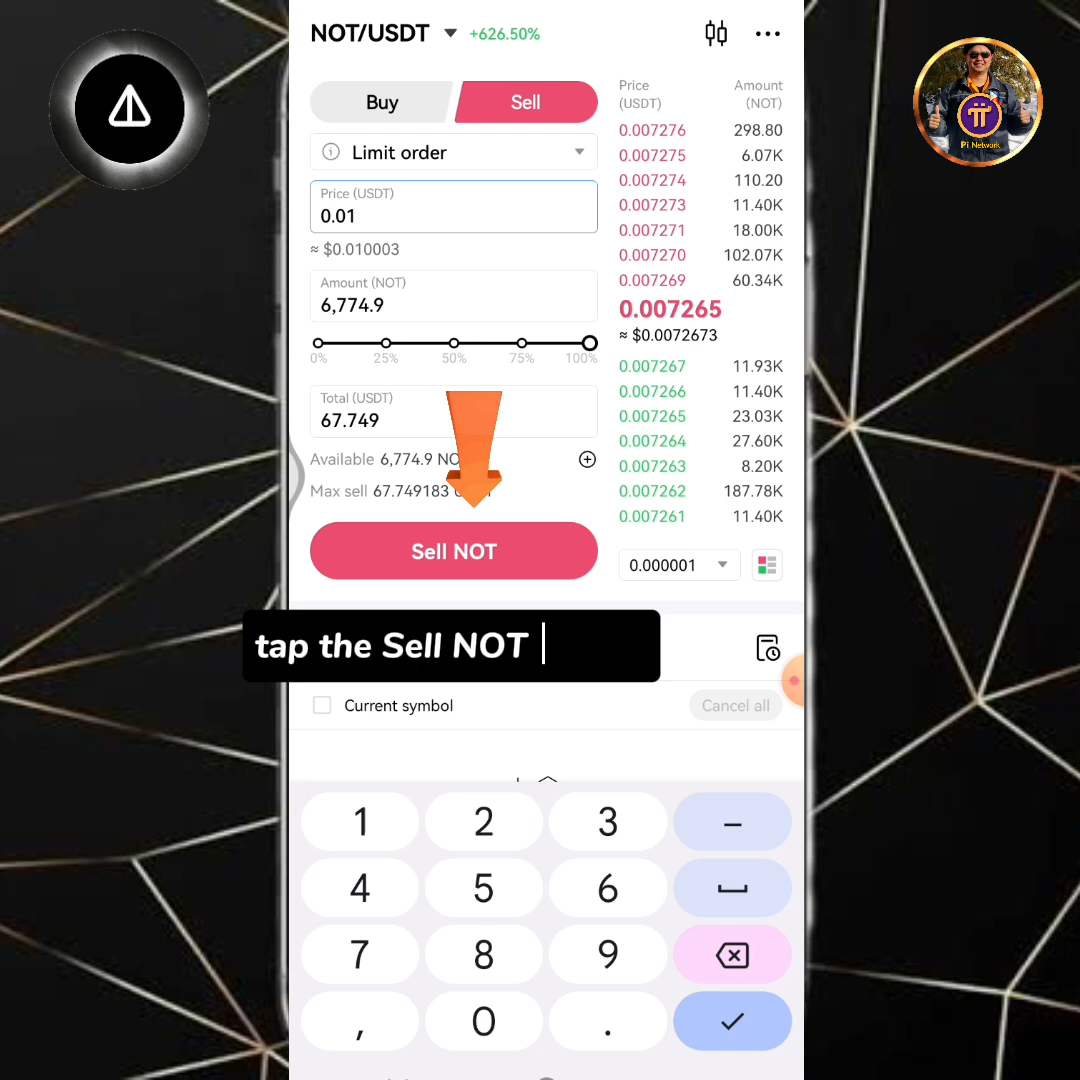 NOT/USDT +626.50%
Buy
Sell
Limit order
Price (USDT)
0.01
≈ $0.010003
Amount (NOT)
6,774.9
0% 25% 50% 75% 100%
Total (USDT)
67.749
Available 6,774.9 NO
Max sell 67.749183
Sell NOT
Price (USDT)
Amount (NOT)
0.007276 298.80
0.007275 6.07K
0.007274 110.20
0.007273 11.40K
0.007271 18.00K
0.007270 102.07K
0.007269 60.34K
0.007265
≈ $0.0072673
0.007267 11.93K
0.007266 11.40K
0.007265 23.03K
0.007264 27.60K
0.007263 8.20K
0.007262 187.78K
0.007261 11.40K
0.000001
Pi Network
tap the Sell NOT
Current symbol
Cancel all
1 2 3 –
4 5 6
7 8 9
, 0 .